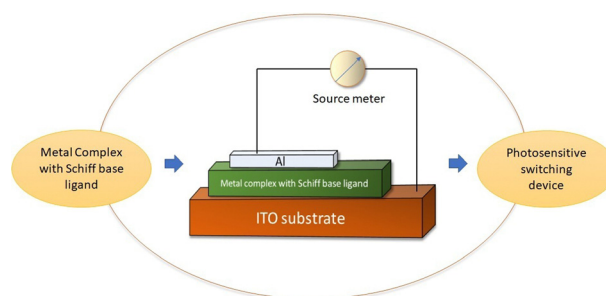 Source meter
Metal Complex
with Schiff base
ligand
Al
Metal complex with Schiff base ligand
ITO substrate
Photosensitive
switching
device